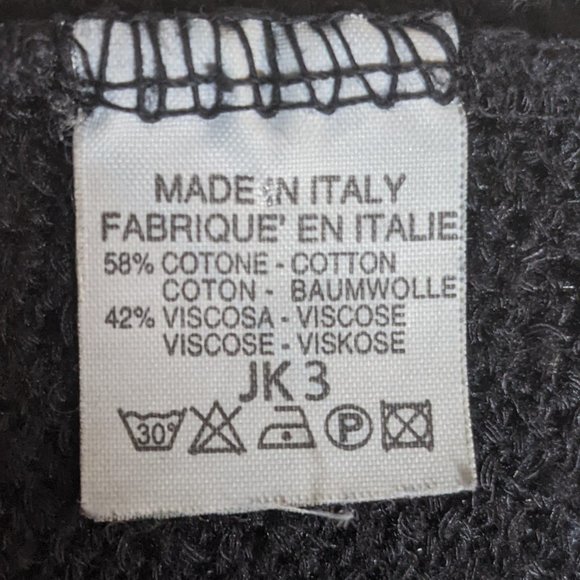 MADE IN ITALY
FABRIQUE' EN ITALIE
58% COTONE - COTTON
COTON - BAUMWOLLE
42% VISCOSA - VISCOSE
VISCOSE - VISKOSE
JK 3
30° P